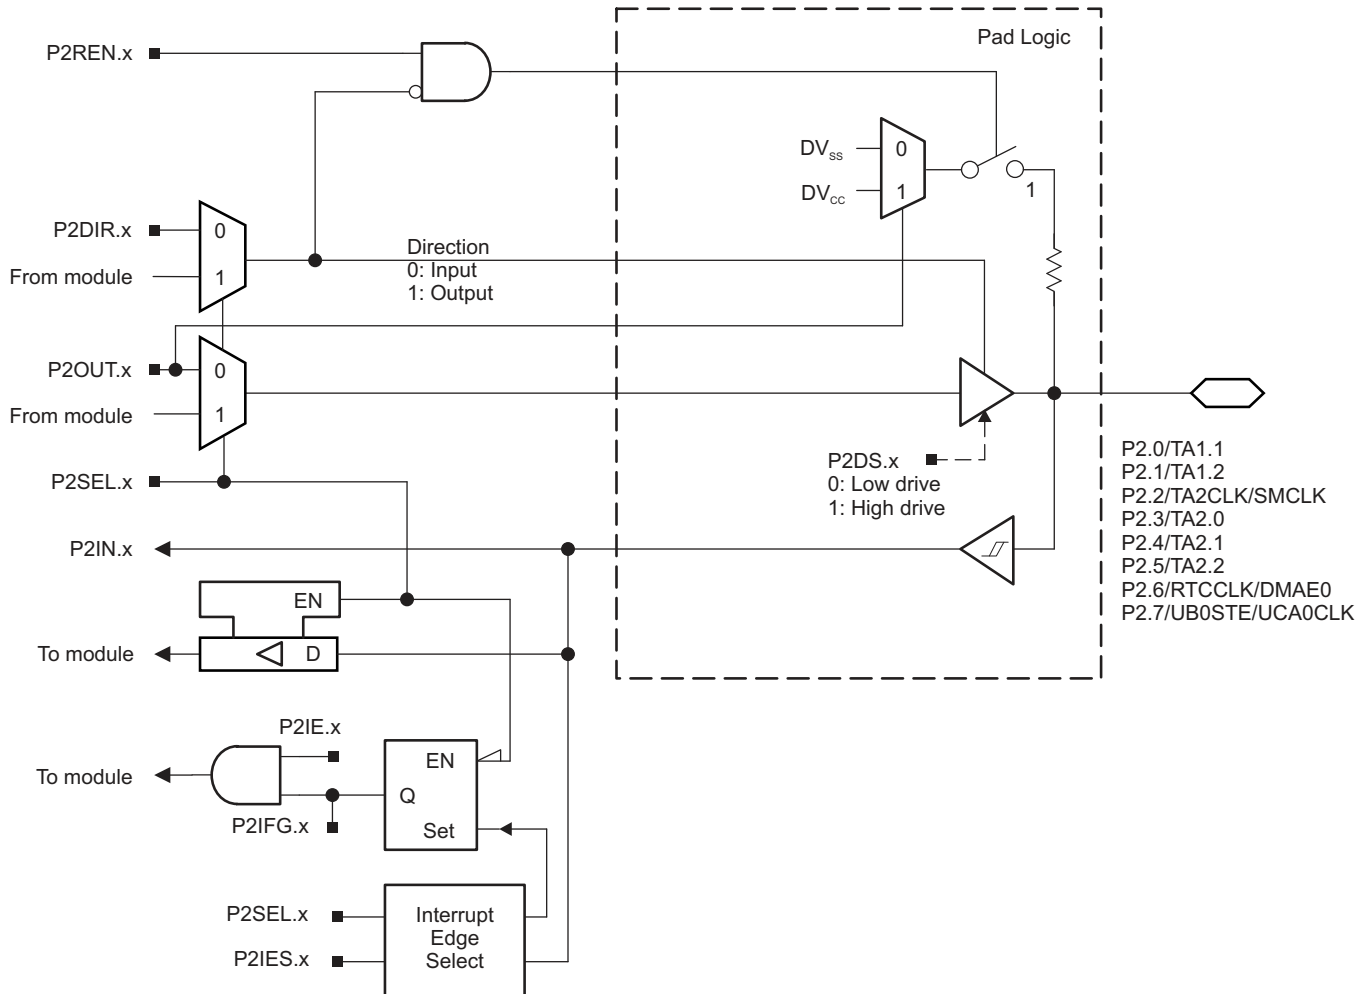 P2REN.x
Pad Logic
DVSS
0
DVCC
1
1
P2DIR.x
0
From module
1
Direction
0: Input
1: Output
P2OUT.x
0
From module
1
P2SEL.x
P2DS.x
0: Low drive
1: High drive
P2.0/TA1.1
P2.1/TA1.2
P2.2/TA2CLK/SMCLK
P2.3/TA2.0
P2.4/TA2.1
P2.5/TA2.2
P2.6/RTCCLK/DMAE0
P2.7/UB0STE/UCA0CLK
P2IN.x
EN
To module
D
P2IE.x
EN
To module
Q
P2IFG.x
Set
P2SEL.x
P2IES.x
Interrupt
Edge
Select